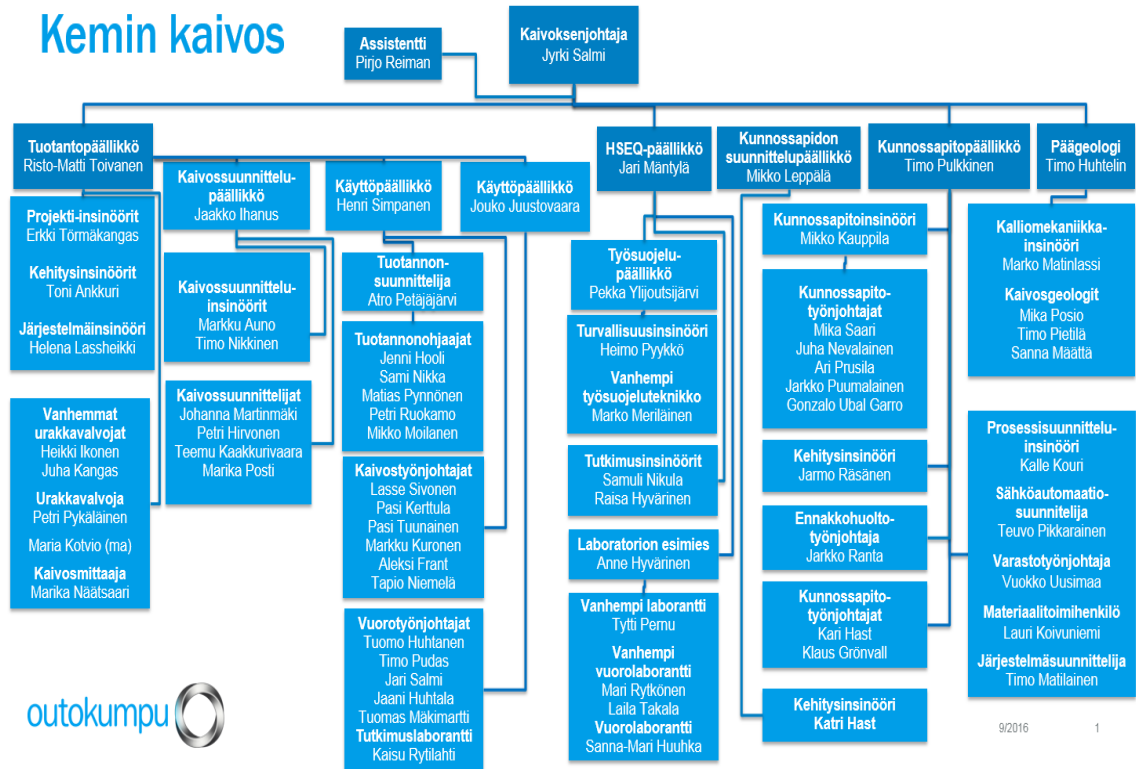 Kemin kaivos
Assistentti
Pirjo Reiman
Kaivoksenjohtaja
Jyrki Salmi
Tuotantopäällikkö
Risto-Matti Toivanen
HSEQ-päällikkö
Jari Mäntylä
Kunnossapidon
suunnittelupäällikkö
Mikko Leppälä
Kunnossapitopäällikkö
Timo Pulkkinen
Päägeologi
Timo Huhtelin
Kaivossuunnittelu-
päällikkö
Jaakko Ihanus
Käyttöpäällikkö
Henri Simpanen
Käyttöpäällikkö
Jouko Juustovaara
Projekti-insinöörit
Erkki Törmäkangas
Kehitysinsinöörit
Toni Ankkuri
Järjestelmäinsinööri
Helena Lassheikki
Vanhemmat
urakkavalvojat
Heikki Ikonen
Juha Kangas
Urakkavalvoja
Petri Pykäläinen
Maria Kotvio (ma)
Kaivosmittaaja
Marika Näätsaari
Kaivossuunnittelu-
insinöörit
Markku Auno
Timo Nikkinen
Kaivossuunnittelijat
Johanna Martinmäki
Petri Hirvonen
Teemu Kaakkurivaara
Marika Posti
Tuotannon-
suunnittelija
Atro Petäjäjärvi
Tuotannonohjaajat
Jenni Hooli
Sami Nikka
Matias Pynnönen
Petri Ruokamo
Mikko Moilanen
Kaivostyönjohtajat
Lasse Sivonen
Pasi Kerttula
Pasi Tuunainen
Markku Kuronen
Aleksi Frant
Tapio Niemelä
Vuorotyönjohtajat
Tuomo Huhtanen
Timo Pudas
Jari Salmi
Jaani Huhtala
Tuomas Mäkimartti
Tutkimuslaborantti
Kaisu Rytilahti
Työsuojelu-
päällikkö
Pekka Ylijoutsijärvi
Turvallisuusinsinööri
Heimo Pyykkö
Vanhempi
työsuojeluteknikko
Marko Meriläinen
Tutkimusinsinöörit
Samuli Nikula
Raisa Hyvärinen
Laboratorion esimies
Anne Hyvärinen
Vanhempi laborantti
Tytti Pernu
Vanhempi
vuorolaborantti
Mari Rytkönen
Laila Takala
Vuorolaborantti
Sanna-Mari Huuhka
Kunnossapitoinsinööri
Mikko Kauppila
Kunnossapito-
työnjohtajat
Mika Saari
Juha Nevalainen
Ari Prusila
Jarkko Puumalainen
Gonzalo Ubal Garro
Kehitysinsinööri
Jarmo Räsänen
Ennakkohuolto-
työnjohtaja
Jarkko Ranta
Kunnossapito-
työnjohtajat
Kari Hast
Klaus Grönvall
Kehitysinsinööri
Katri Hast
Kalliomekaniikka-
insinööri
Marko Matinlassi
Kaivosgeologit
Mika Posio
Timo Pietilä
Sanna Määttä
Prosessisuunnittelu-
insinööri
Kalle Kouri
Sähköautomaatio-
suunnitelija
Teuvo Pikkarainen
Varastotyönjohtaja
Vuokko Uusimaa
Materiaalitoimihenkilö
Lauri Koivuniemi
Järjestelmäsuunnittelija
Timo Matilainen
outokumpu
9/2016
1